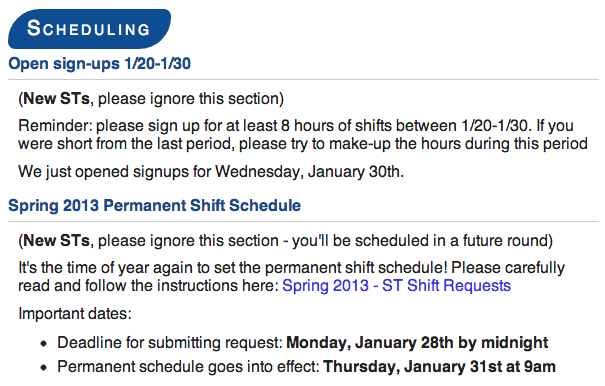 SCHEDULING
Open sign-ups 1/20-1/30
(New STs, please ignore this section)
Reminder: please sign up for at least 8 hours of shifts between 1/20-1/30. If you
were short from the last period, please try to make-up the hours during this period
We just opened signups for Wednesday, January 30th.
Spring 2013 Permanent Shift Schedule
(New STs, please ignore this section - you'll be scheduled in a future round)
It's the time of year again to set the permanent shift schedule! Please carefully
read and follow the instructions here: Spring 2013 - ST Shift Requests
Important dates:
• Deadline for submitting request: Monday, January 28th by midnight
• Permanent schedule goes into effect: Thursday, January 31st at 9am